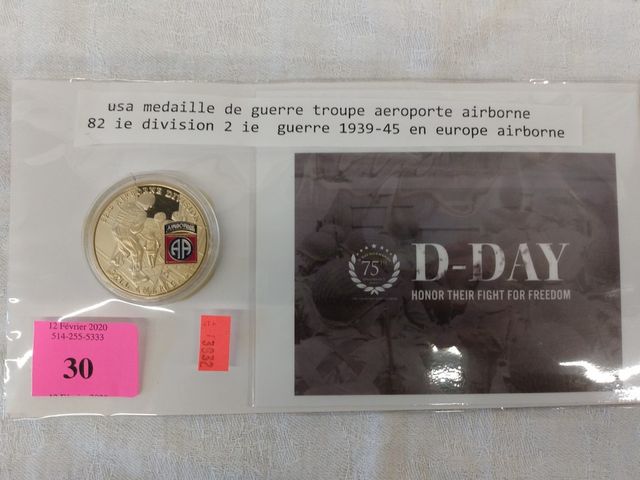 usa medaille de guerre troupe aeroporte airborne
82 ie division 2 ie guerre 1939-45 en europe airborne
AIRBORNE
AA
75
D-DAY
HONOR THEIR FIGHT FOR FREEDOM
12 Février 2020
514-255-5333
30